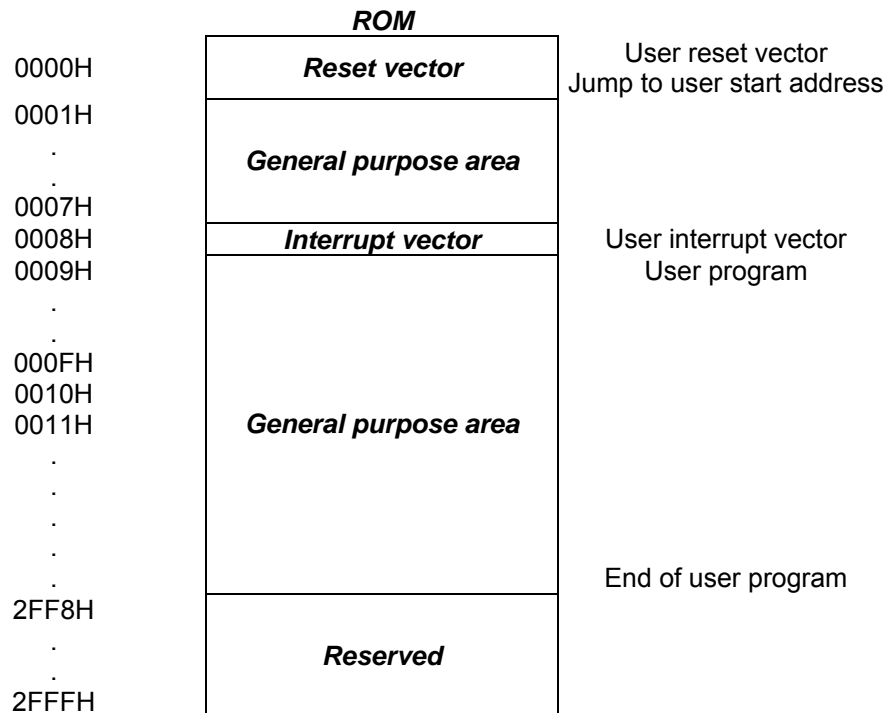 ROM
0000H Reset vector User reset vector
Jump to user start address
0001H
.
General purpose area
.
0007H
0008H Interrupt vector User interrupt vector
0009H User program
.
.
000FH
0010H
0011H General purpose area
.
.
.
.
. End of user program
2FF8H
.
Reserved
.
2FFFH